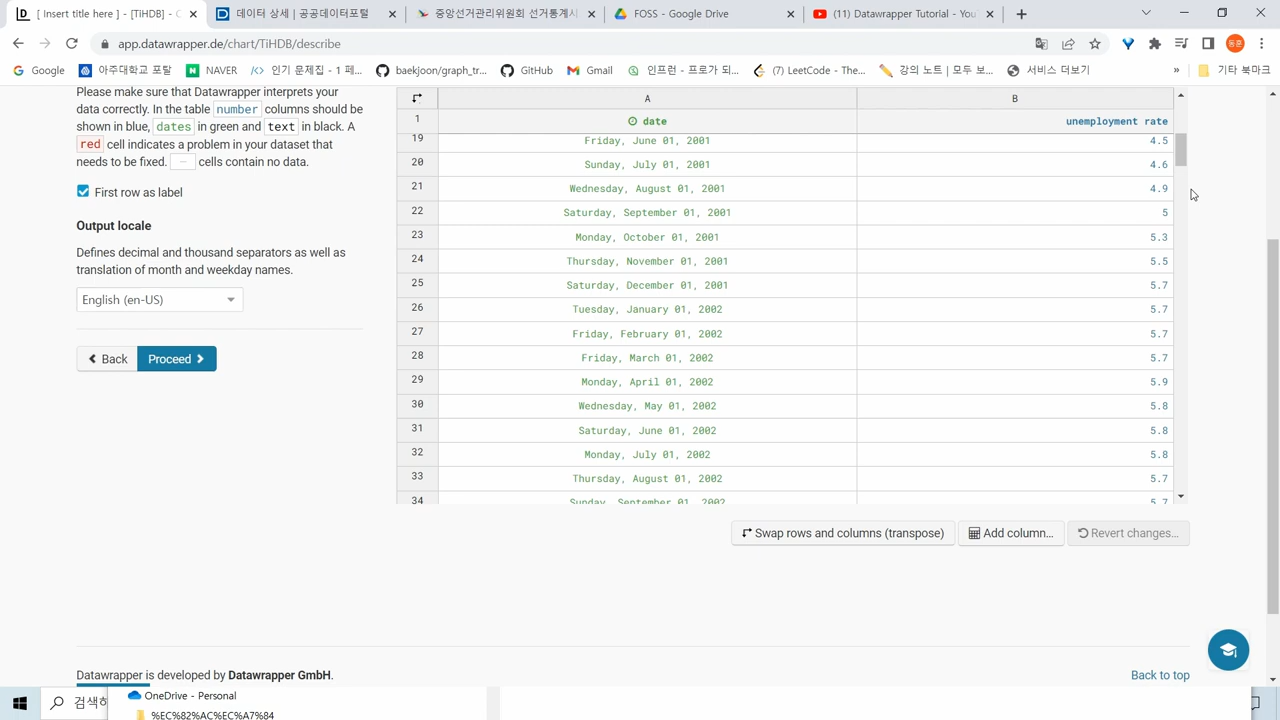 [ Insert title here ] - [TiHDB] - 
데이터 상세 | 공공데이터포털
중앙선거관리위원회 선거통계시
FOSS - Google Drive
(11) Datawrapper Tutorial - You
app.datawrapper.de/chart/TiHDB/describe
동훈
Google
아주대학교 포탈
NAVER
인기 문제집 - 1 페...
baekjoon/graph_tr...
GitHub
Gmail
인프런 - 프로가 되...
(7) LeetCode - The...
강의 노트 | 모두 보...
서비스 더보기
»
기타 북마크
Please make sure that Datawrapper interprets your
data correctly. In the table number columns should be
shown in blue, dates in green and text in black. A
red cell indicates a problem in your dataset that
needs to be fixed. – cells contain no data.
First row as label
Output locale
Defines decimal and thousand separators as well as
translation of month and weekday names.
English (en-US)
Back
Proceed
A B
1 date unemployment rate
19 Friday, June 01, 2001 4.5
20 Sunday, July 01, 2001 4.6
21 Wednesday, August 01, 2001 4.9
22 Saturday, September 01, 2001 5
23 Monday, October 01, 2001 5.3
24 Thursday, November 01, 2001 5.5
25 Saturday, December 01, 2001 5.7
26 Tuesday, January 01, 2002 5.7
27 Friday, February 01, 2002 5.7
28 Friday, March 01, 2002 5.7
29 Monday, April 01, 2002 5.9
30 Wednesday, May 01, 2002 5.8
31 Saturday, June 01, 2002 5.8
32 Monday, July 01, 2002 5.8
33 Thursday, August 01, 2002 5.7
34 Sunday, September 01, 2002 5.7
Swap rows and columns (transpose)
Add column...
Revert changes...
Datawrapper is developed by Datawrapper GmbH.
Back to top
검색하
OneDrive - Personal
%EC%82%AC%EC%A7%84